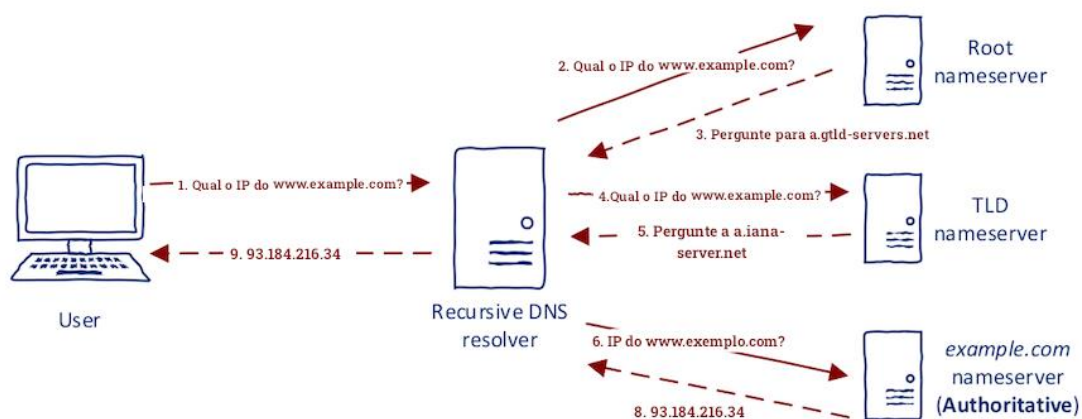 2. Qual o IP do www.example.com?
Root
nameserver
3. Pergunte para a.gtld-servers.net
1. Qual o IP do www.example.com?
4.Qual o IP do www.example.com?
TLD
nameserver
5. Pergunte a a.iana-
server.net
9. 93.184.216.34
User
Recursive DNS
resolver
6. IP do www.exemplo.com?
example.com
nameserver
(Authoritative)
8. 93.184.216.34